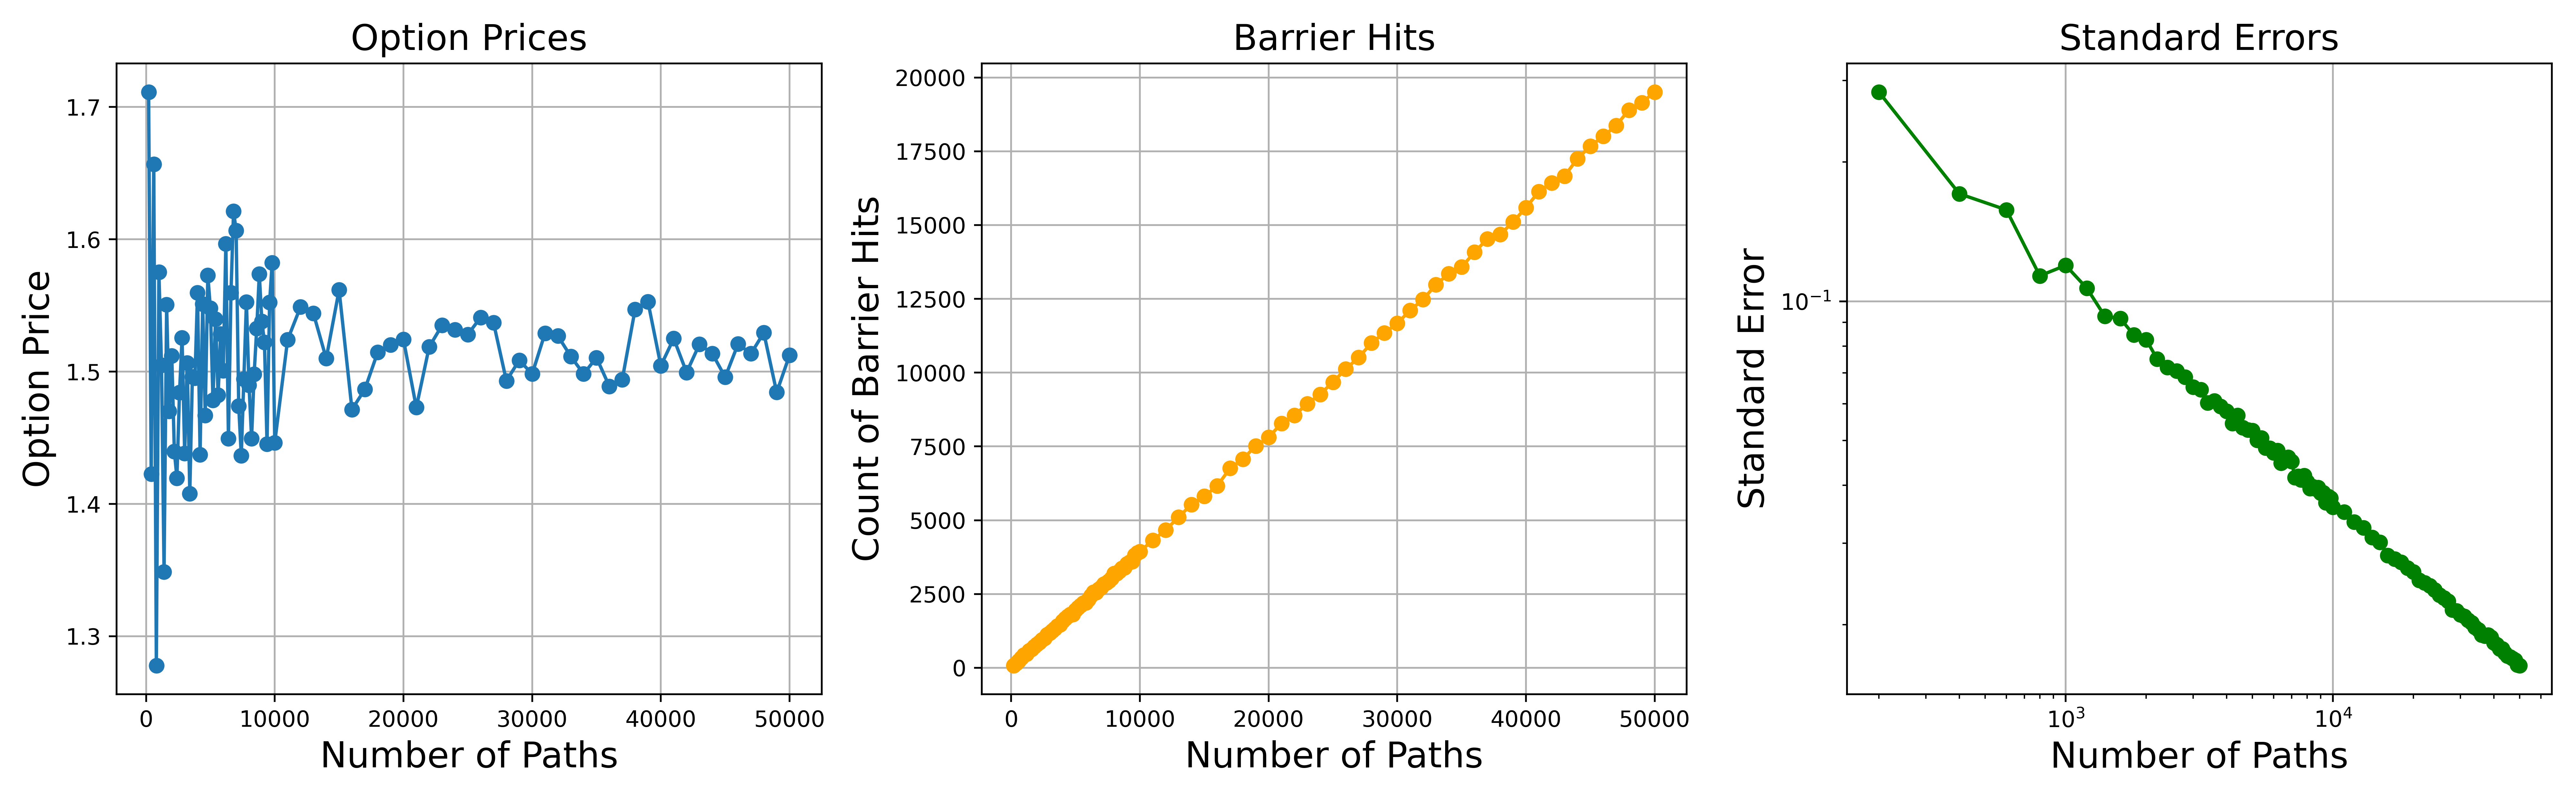 Option Prices
Option Price
1.7
1.6
1.5
1.4
1.3
0 10000 20000 30000 40000 50000
Number of Paths
Barrier Hits
Count of Barrier Hits
20000
17500
15000
12500
10000
7500
5000
2500
0
0 10000 20000 30000 40000 50000
Number of Paths
Standard Errors
Standard Error
10⁻¹
10³ 10⁴
Number of Paths